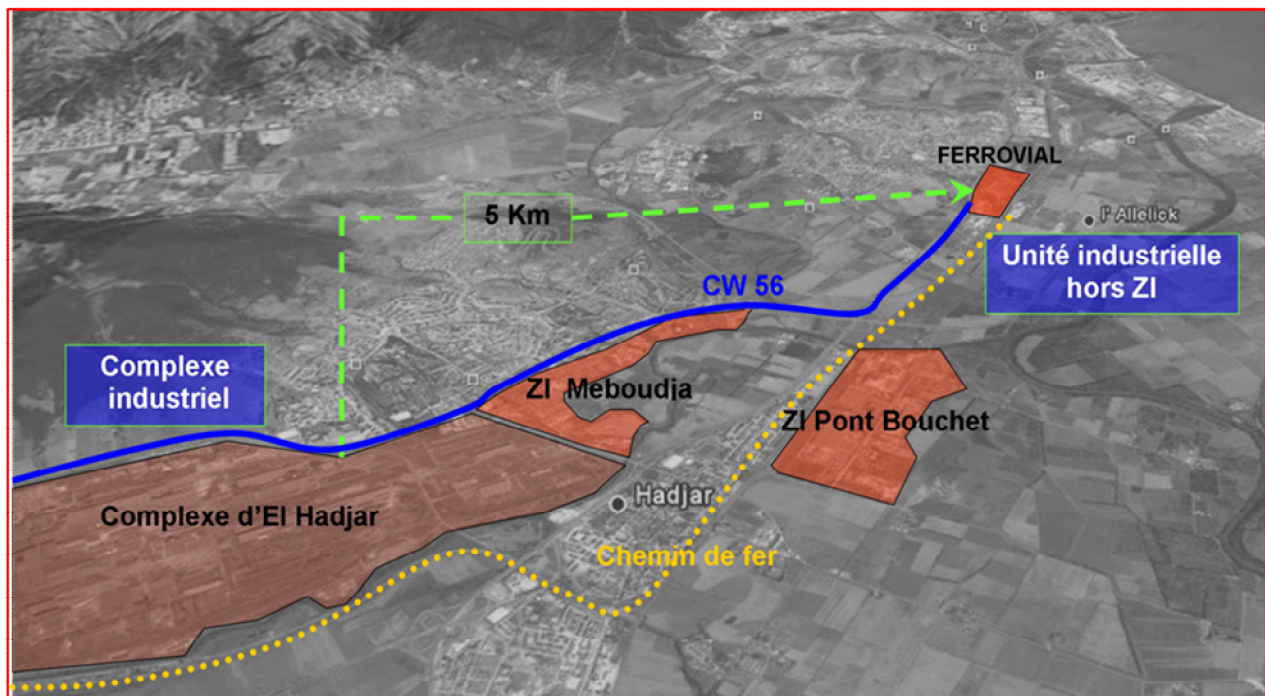 FERROVIAL
5 Km
l' Allelick
Unité industrielle
hors ZI
CW 56
Complexe
industriel
ZI Meboudja
ZI Pont Bouchet
Hadjar
Complexe d'El Hadjar
Chemin de fer